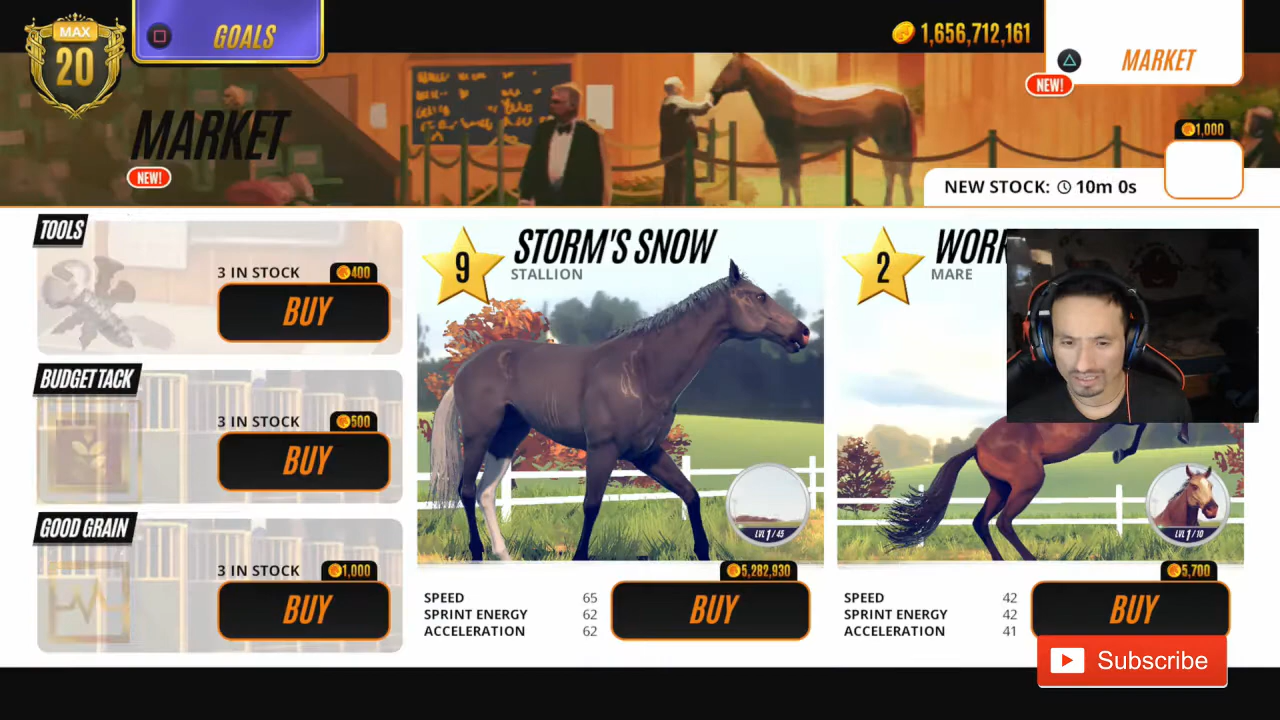 MAX
20
GOALS
1,656,712,161
MARKET
NEW!
MARKET
NEW!
1,000
NEW STOCK: 10m 0s
TOOLS
3 IN STOCK
400
BUY
BUDGET TACK
3 IN STOCK
500
BUY
GOOD GRAIN
3 IN STOCK
1,000
BUY
9
STORM'S SNOW
STALLION
LVL 1/45
5,282,930
SPEED 65
SPRINT ENERGY 62
ACCELERATION 62
BUY
2
MARE
LVL 1/10
5,700
SPEED 42
SPRINT ENERGY 42
ACCELERATION 41
BUY
Subscribe